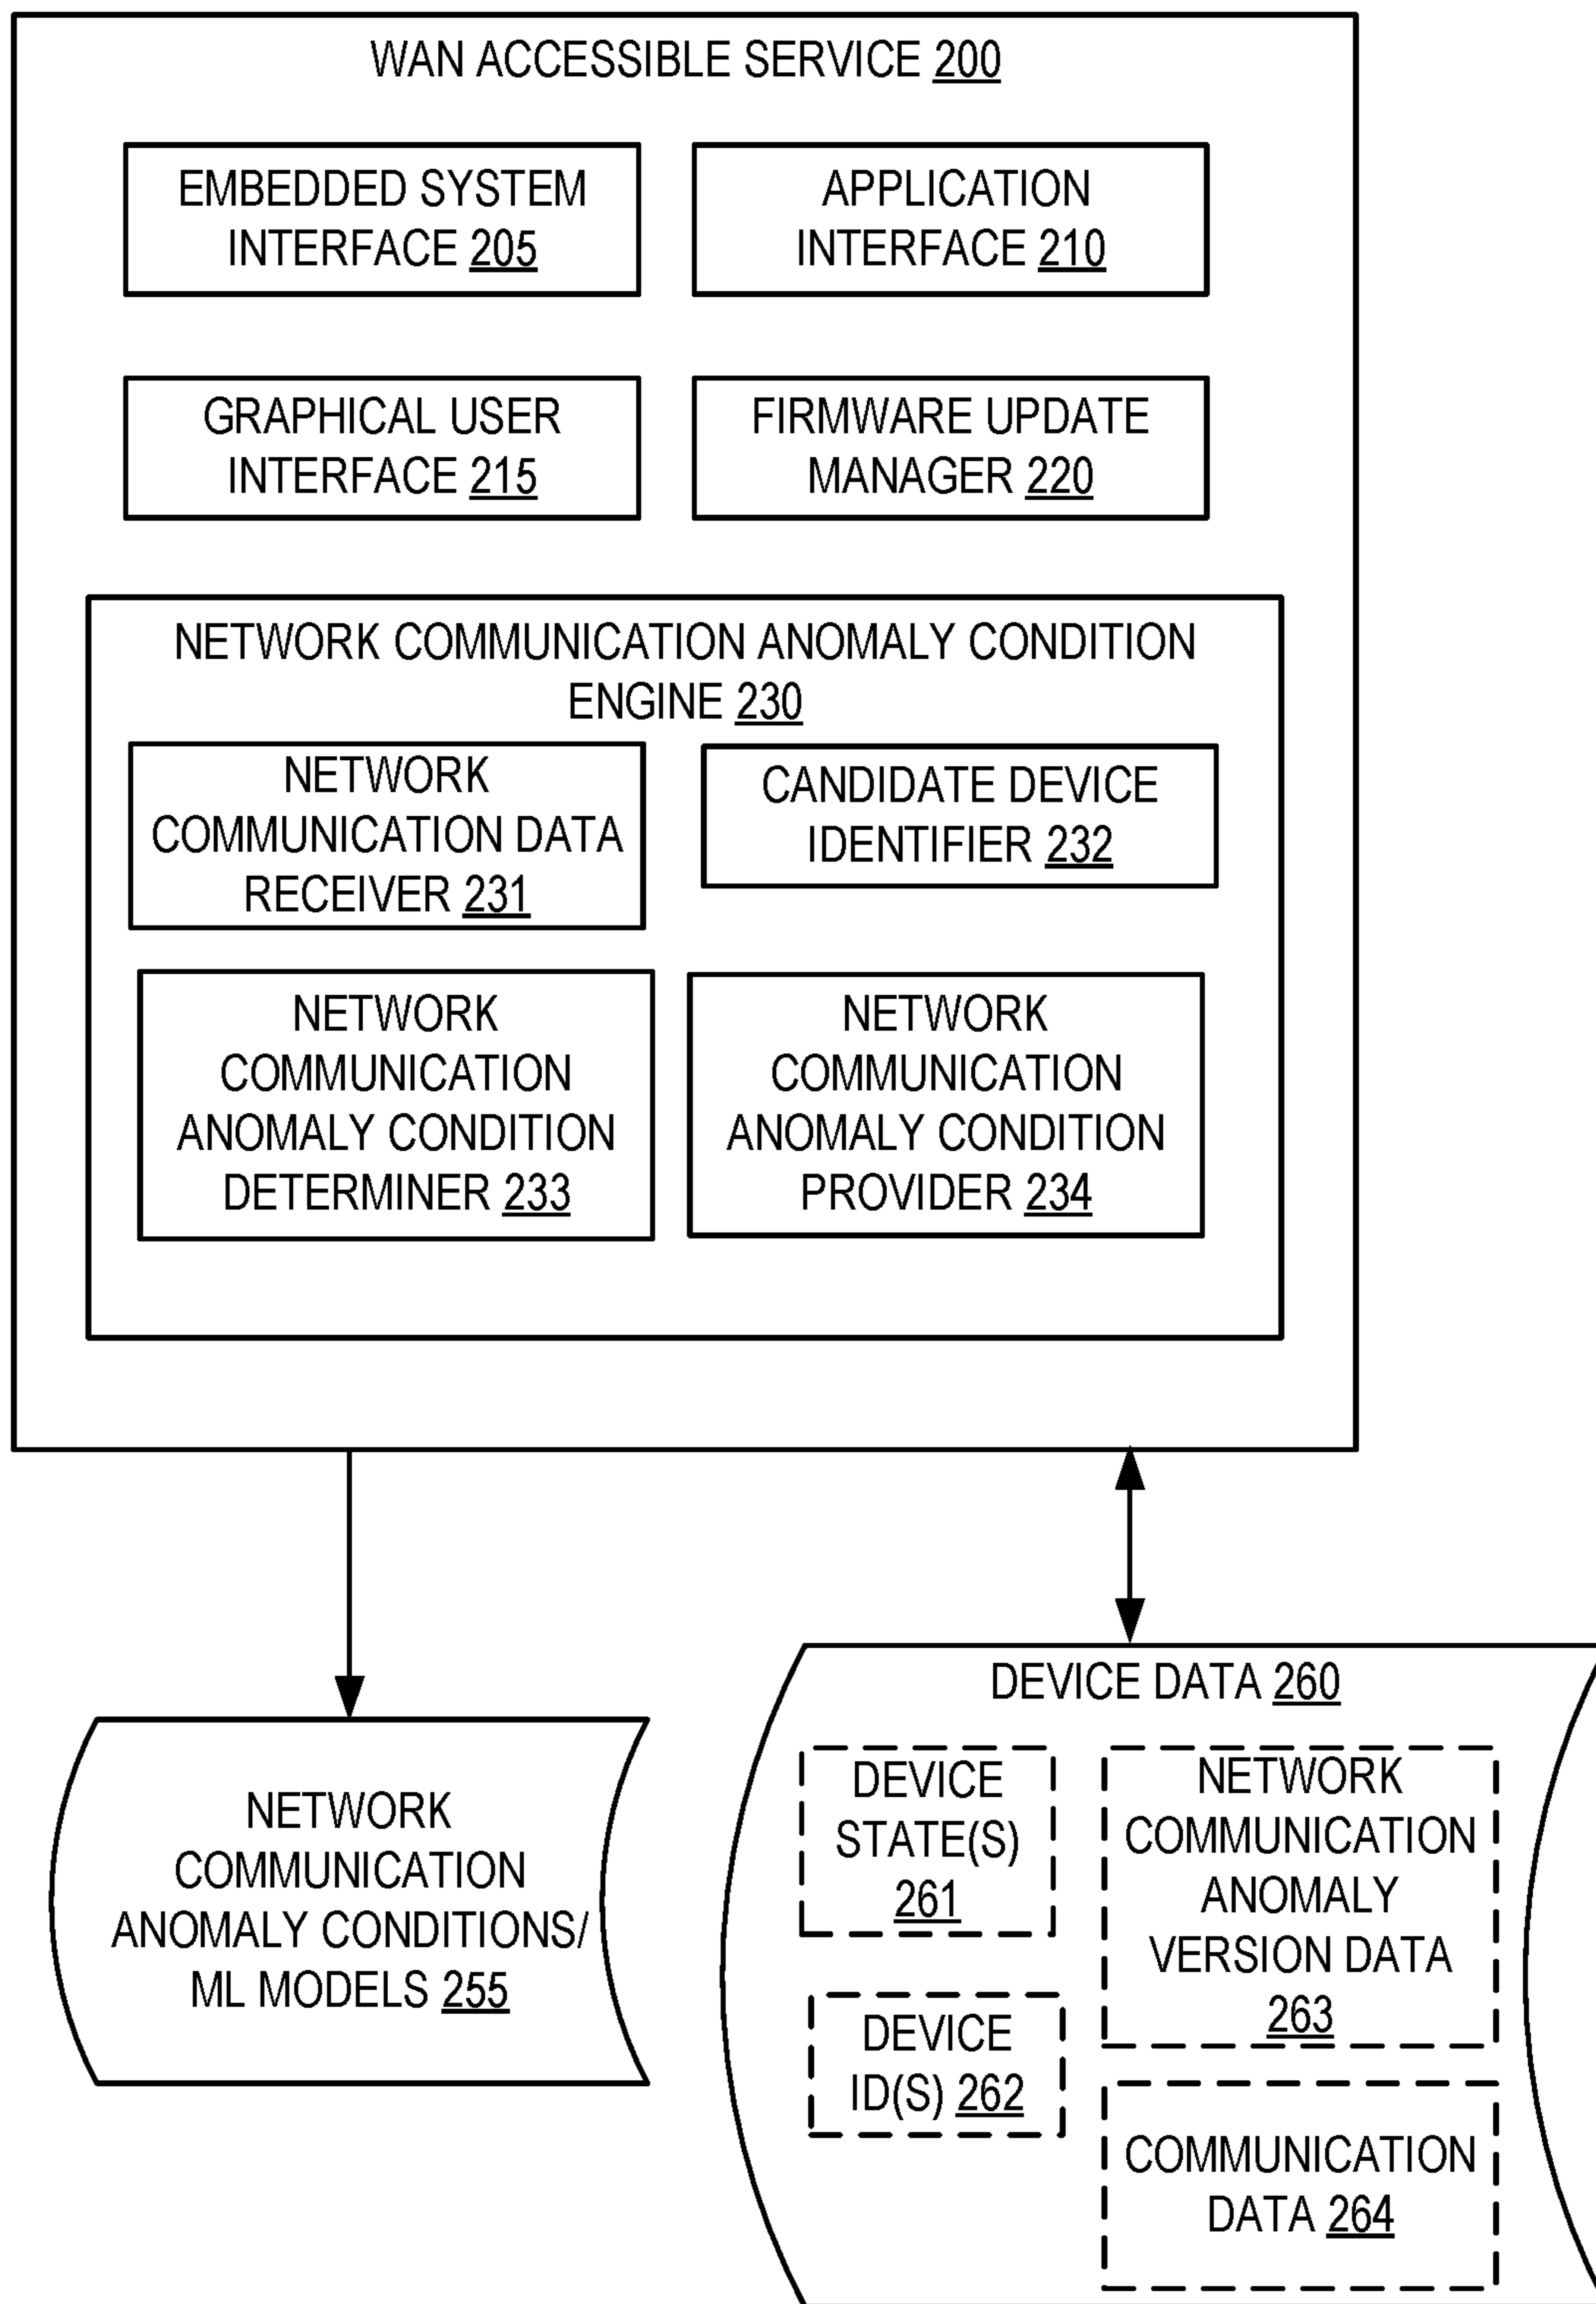 WAN ACCESSIBLE SERVICE 200
EMBEDDED SYSTEM
INTERFACE 205
APPLICATION
INTERFACE 210
GRAPHICAL USER
INTERFACE 215
FIRMWARE UPDATE
MANAGER 220
NETWORK COMMUNICATION ANOMALY CONDITION
ENGINE 230
NETWORK
COMMUNICATION DATA
RECEIVER 231
CANDIDATE DEVICE
IDENTIFIER 232
NETWORK
COMMUNICATION
ANOMALY CONDITION
DETERMINER 233
NETWORK
COMMUNICATION
ANOMALY CONDITION
PROVIDER 234
NETWORK
COMMUNICATION
ANOMALY CONDITIONS/
ML MODELS 255
DEVICE DATA 260
DEVICE
STATE(S)
261
DEVICE
ID(S) 262
NETWORK
COMMUNICATION
ANOMALY
VERSION DATA
263
COMMUNICATION
DATA 264